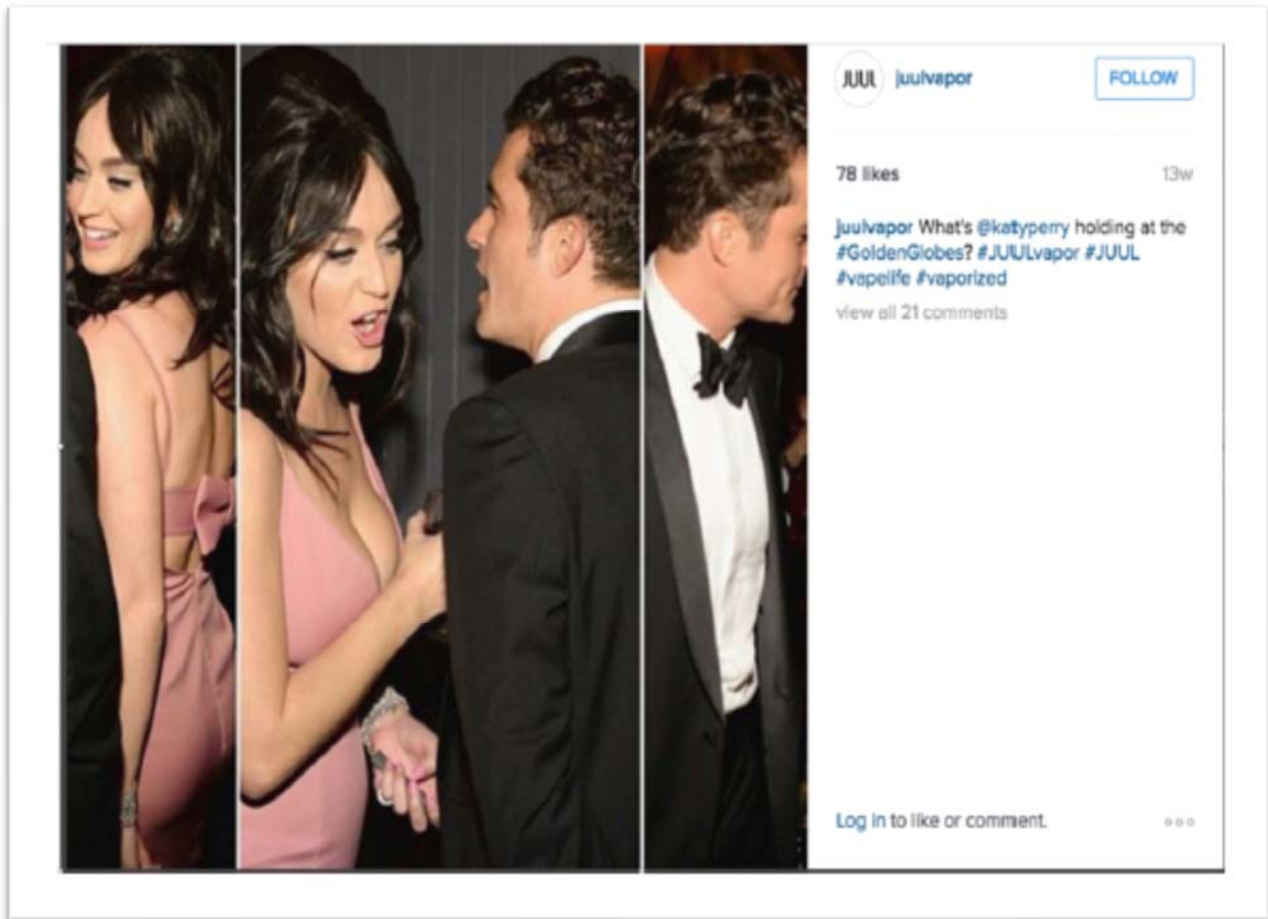 JUUL juulvapor FOLLOW
78 likes 13w
juulvapor What's @katyperry holding at the
#GoldenGlobes? #JUULvapor #JUUL
#vapelife #vaporized
view all 21 comments
Log in to like or comment.